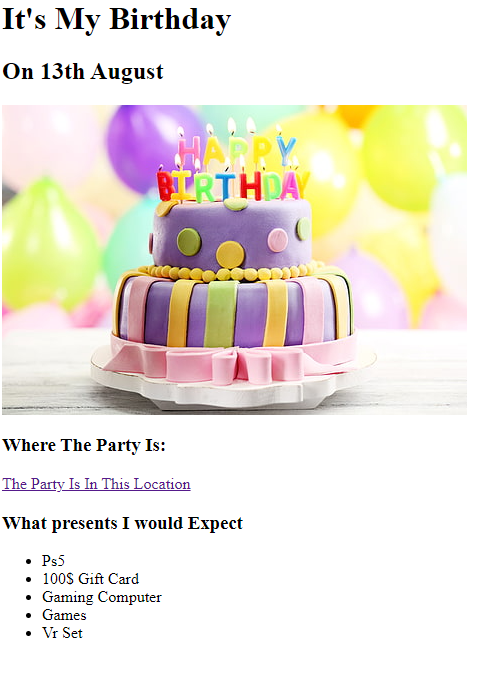 It's My Birthday
On 13th August
HAPPY
BIRTHDAY
Where The Party Is:
The Party Is In This Location
What presents I would Expect
Ps5
100$ Gift Card
Gaming Computer
Games
Vr Set